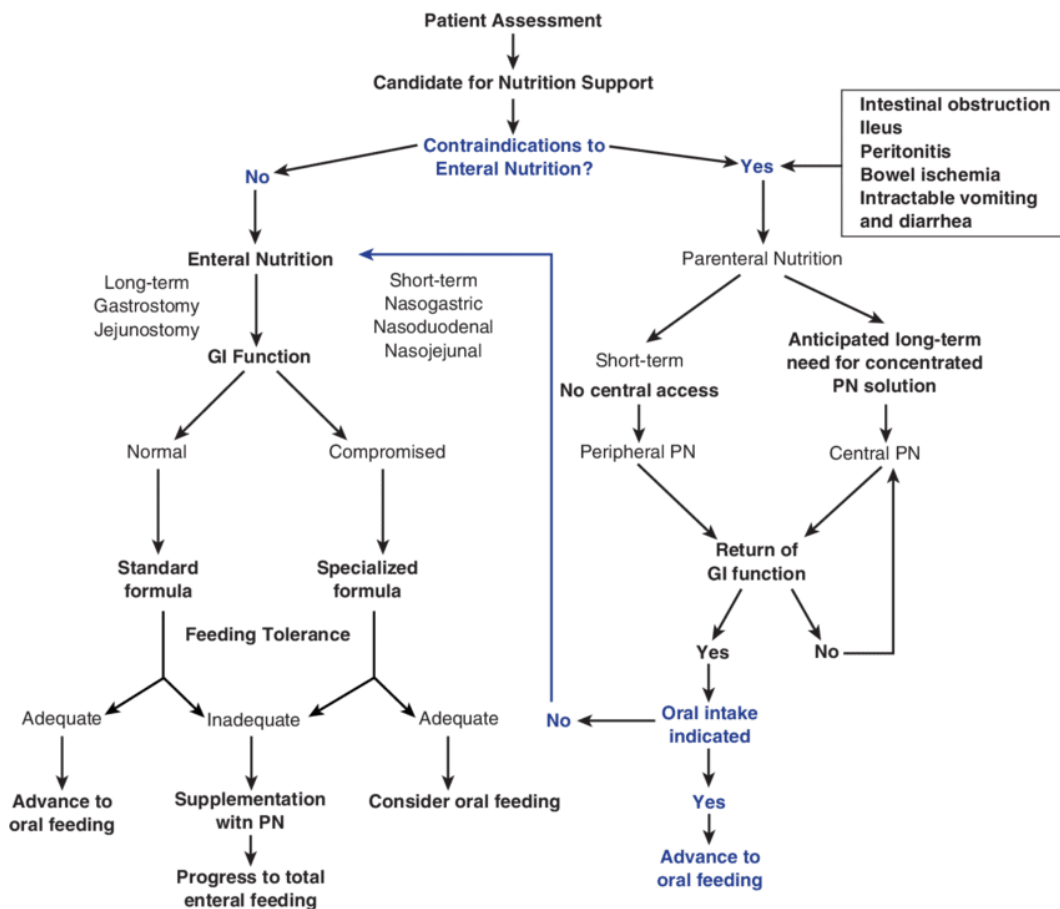 Patient Assessment
Candidate for Nutrition Support
Contraindications to
Enteral Nutrition?
No
Yes
Intestinal obstruction
Ileus
Peritonitis
Bowel ischemia
Intractable vomiting
and diarrhea
Enteral Nutrition
Long-term
Gastrostomy
Jejunostomy
Short-term
Nasogastric
Nasoduodenal
Nasojejunal
GI Function
Normal
Compromised
Standard
formula
Specialized
formula
Feeding Tolerance
Adequate
Inadequate
Adequate
Advance to
oral feeding
Supplementation
witn PN
Consider oral feeding
Progress to total
enteral feeding
Parenteral Nutrition
Short-term
No central access
Anticipated long-term
need for concentrated
PN solution
Peripheral PN
Central PN
Return of
GI function
Yes
No
Oral intake
indicated
No
Yes
Advance to
oral feeding